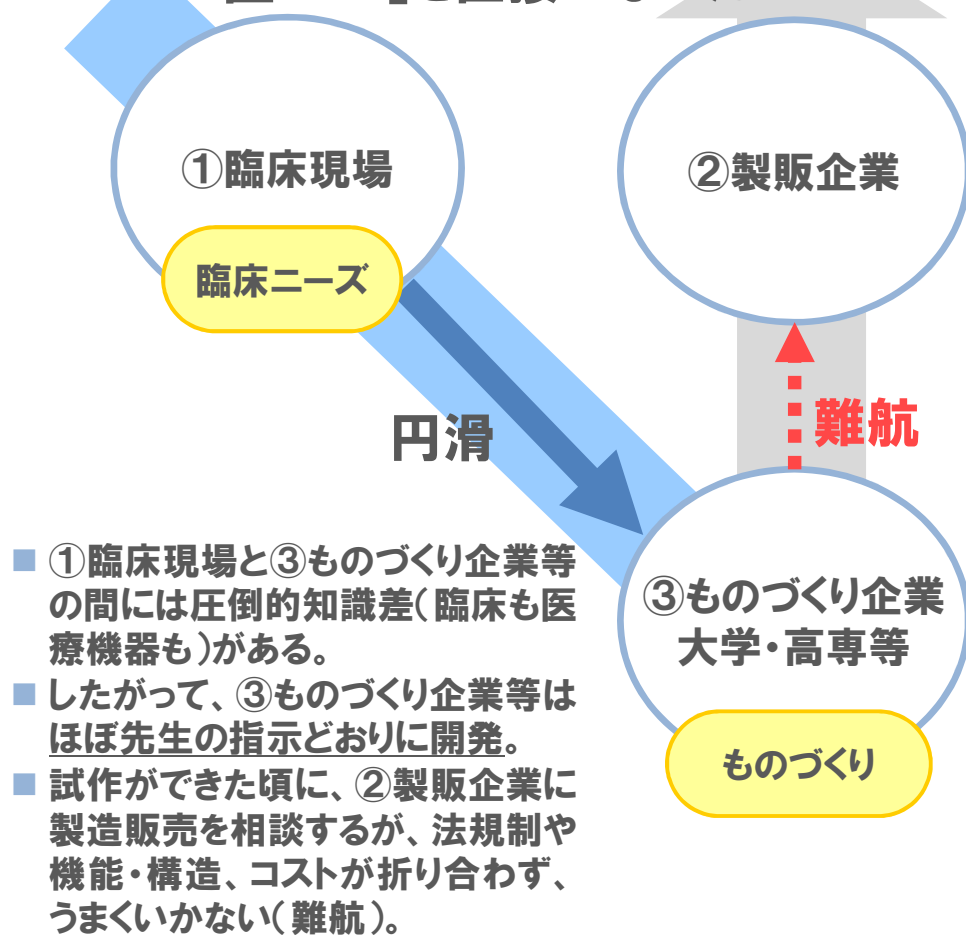 ①臨床現場
②製販企業
臨床ニーズ
難航
円滑
①臨床現場と③ものづくり企業等
の間には圧倒的知識差(臨床も医
療機器も)がある。
したがって、③ものづくり企業等は
ほぼ先生の指示どおりに開発。
試作ができた頃に、②製販企業に
製造販売を相談するが、法規制や
機能・構造、コストが折り合わず、
うまくいかない(難航)。
③ものづくり企業
大学・高専等
ものづくり